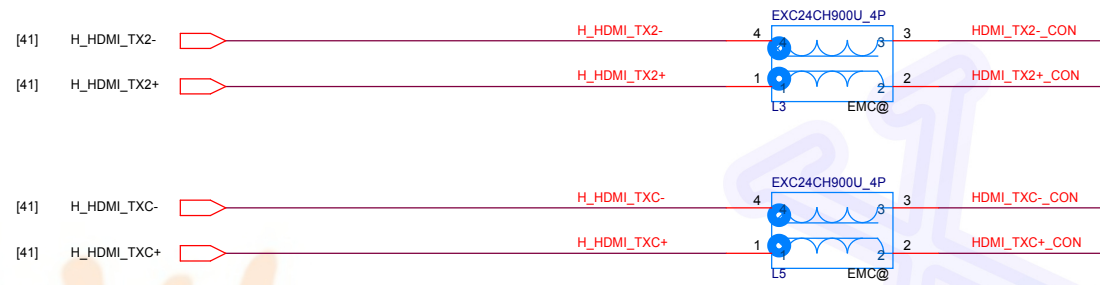 EXC24CH900U_4P
[41] H_HDMI_TX2- H_HDMI_TX2- 4 4 3 3 HDMI_TX2-_CON
[41] H_HDMI_TX2+ H_HDMI_TX2+ 1 1 2 2 HDMI_TX2+_CON
L3 EMC@
EXC24CH900U_4P
[41] H_HDMI_TXC- H_HDMI_TXC- 4 4 3 3 HDMI_TXC-_CON
[41] H_HDMI_TXC+ H_HDMI_TXC+ 1 1 2 2 HDMI_TXC+_CON
L5 EMC@